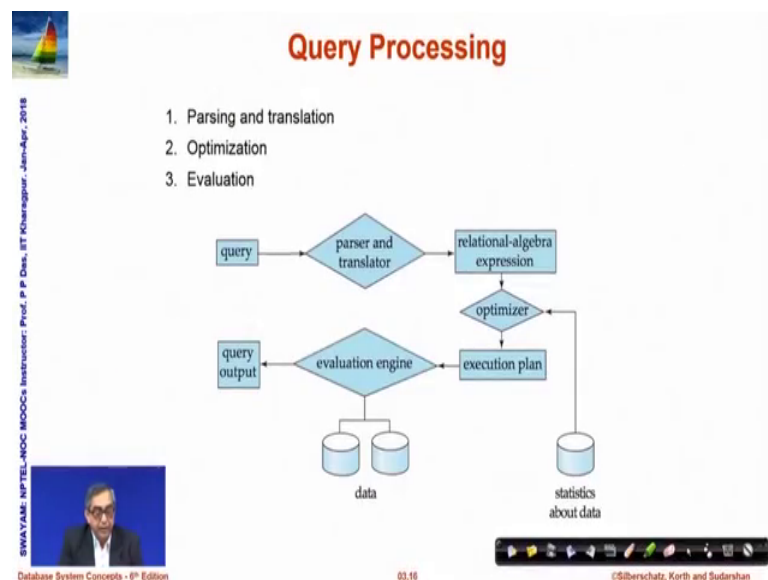 Query Processing
SWAYAM: NPTEL-NOC MOOCs Instructor: Prof. P P Das, IIT Kharagpur. Jan-Apr, 2018
1. Parsing and translation
2. Optimization
3. Evaluation
query
parser and
translator
relational-algebra
expression
optimizer
query
output
evaluation engine
execution plan
data
statistics
about data
Database System Concepts - 6th Edition
03.16
©Silberschatz, Korth and Sudarshan